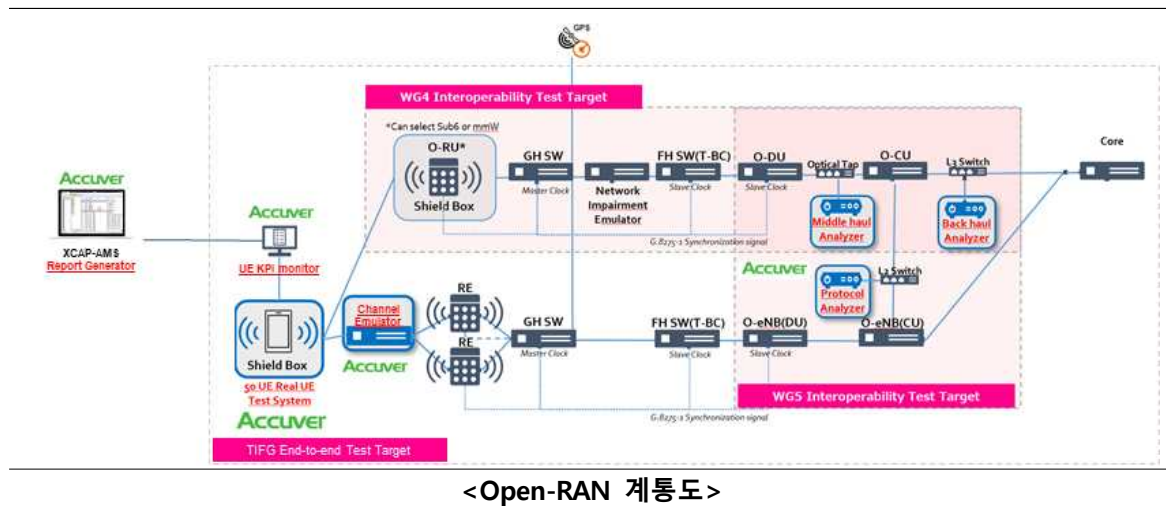 GPS
WG4 Interoperability Test Target
*Can select Sub6 or mmW
O-RU*
Shield Box
GH SW
Master Clock
Network
Impairment
Emulator
FH SW(T-BC)
Slave Clock
O-DU
Slave Clock
Optical Tap
O-CU
L3 Switch
Core
Middle haul
Analyzer
Back haul
Analyzer
G.8275-1 Synchronization signal
Accuver
XCAP-AMS
Report Generator
Accuver
UE KPI monitor
Shield Box
50 UE Real UE
Test System
Accuver
Channel
Emulator
Accuver
RE
RE
GH SW
Master Clock
FH SW(T-BC)
Slave Clock
O-eNB(DU)
Slave Clock
Accuver
Protocol
Analyzer
L2 Switch
O-eNB(CU)
G.8275-1 Synchronization signal
WG5 Interoperability Test Target
TIFG End-to-end Test Target
<Open-RAN 계통도>